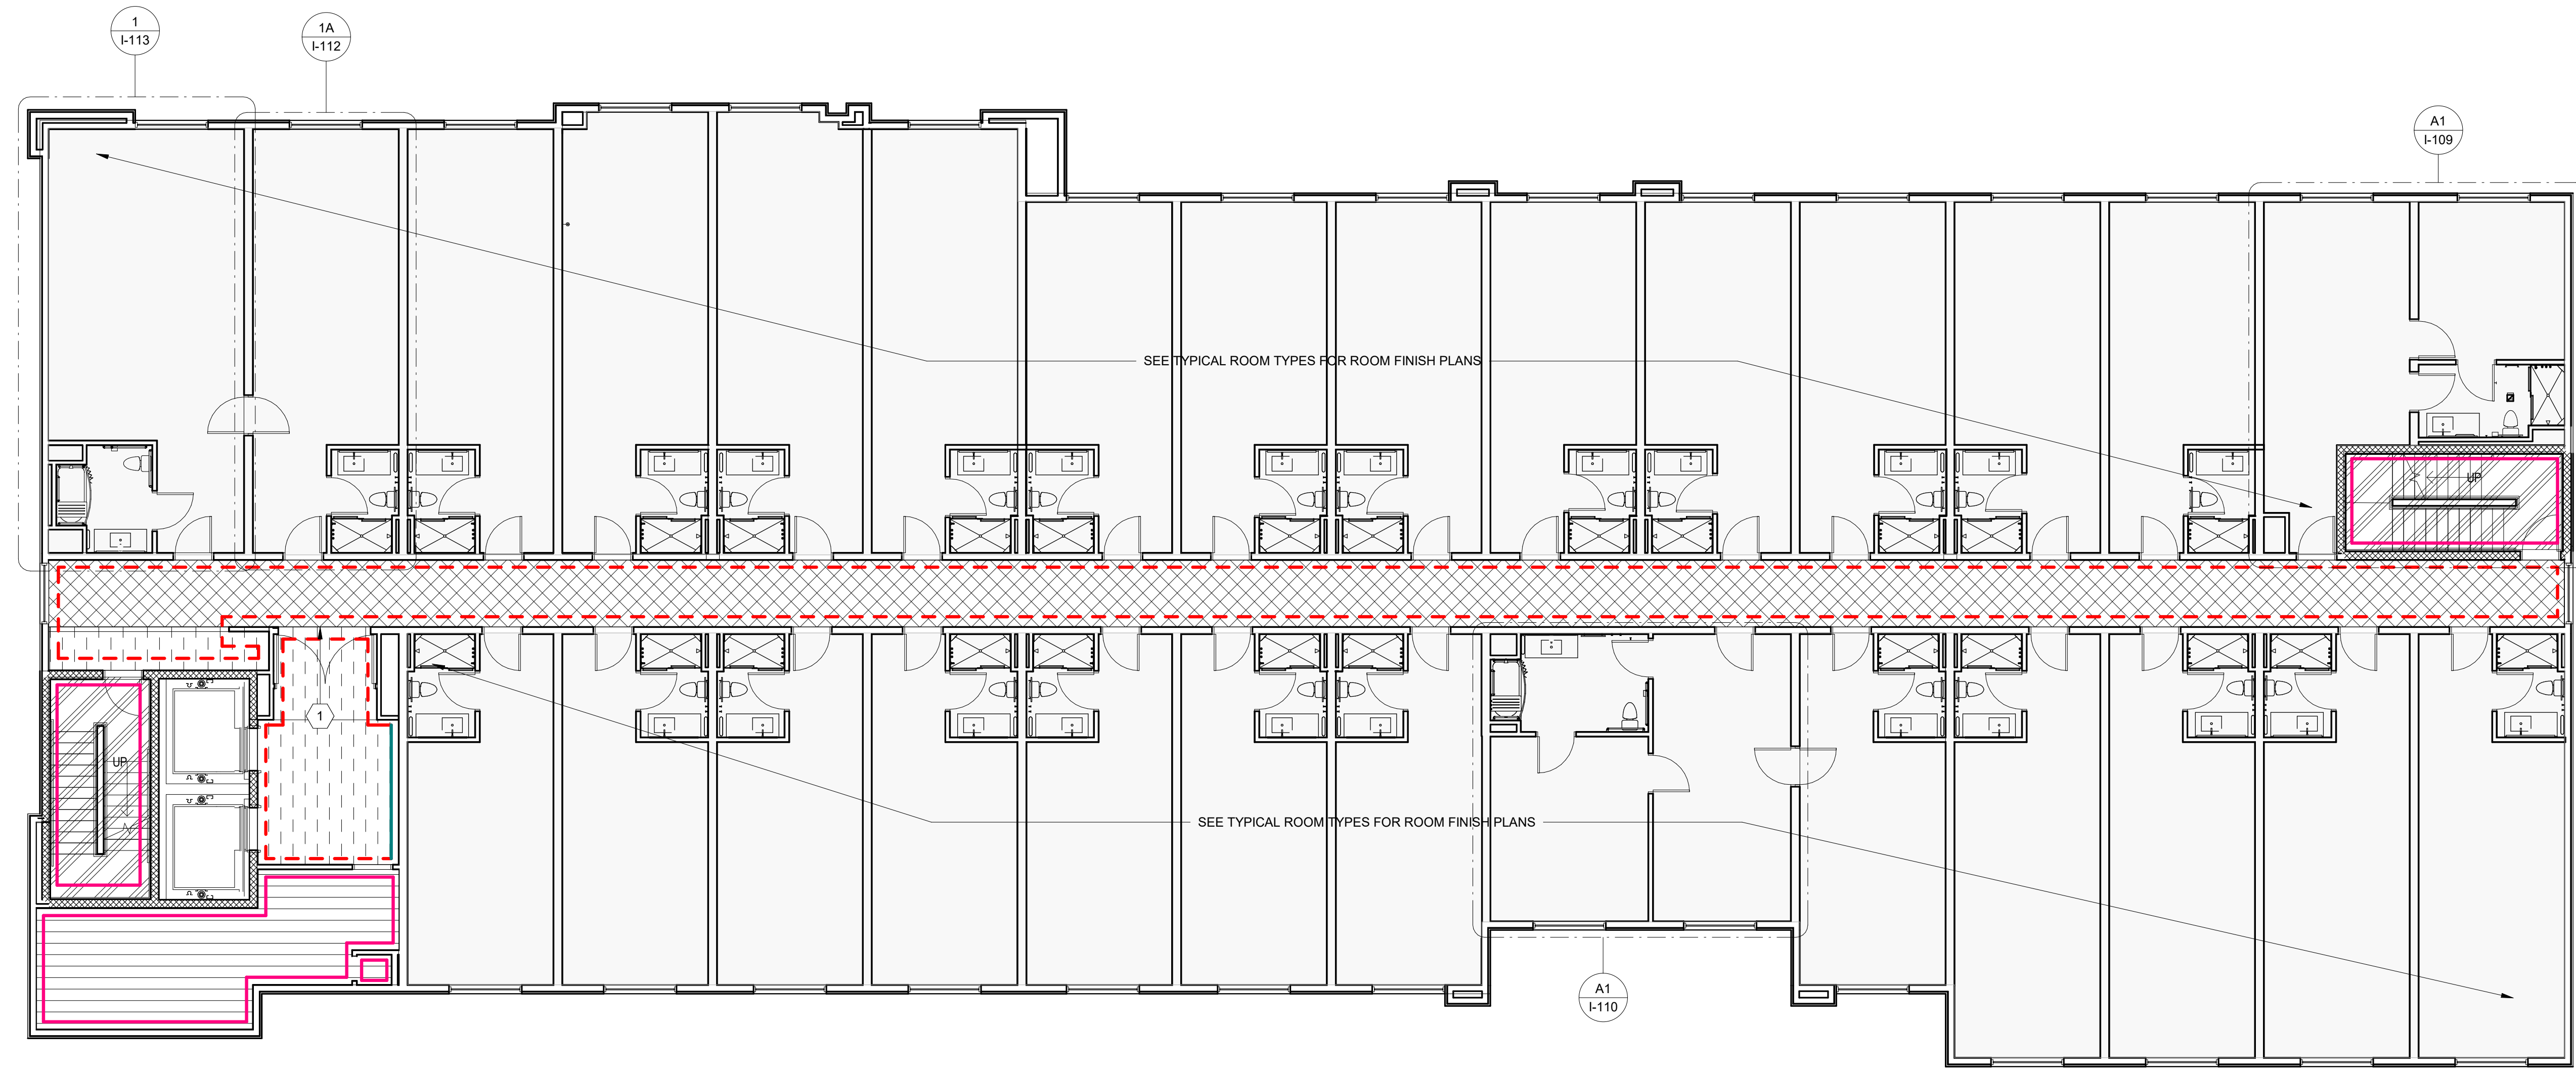 1
I-113
1A
I-112
A1
I-109
SEE TYPICAL ROOM TYPES FOR ROOM FINISH PLANS
UP
1
UP
SEE TYPICAL ROOM TYPES FOR ROOM FINISH PLANS
A1
I-110